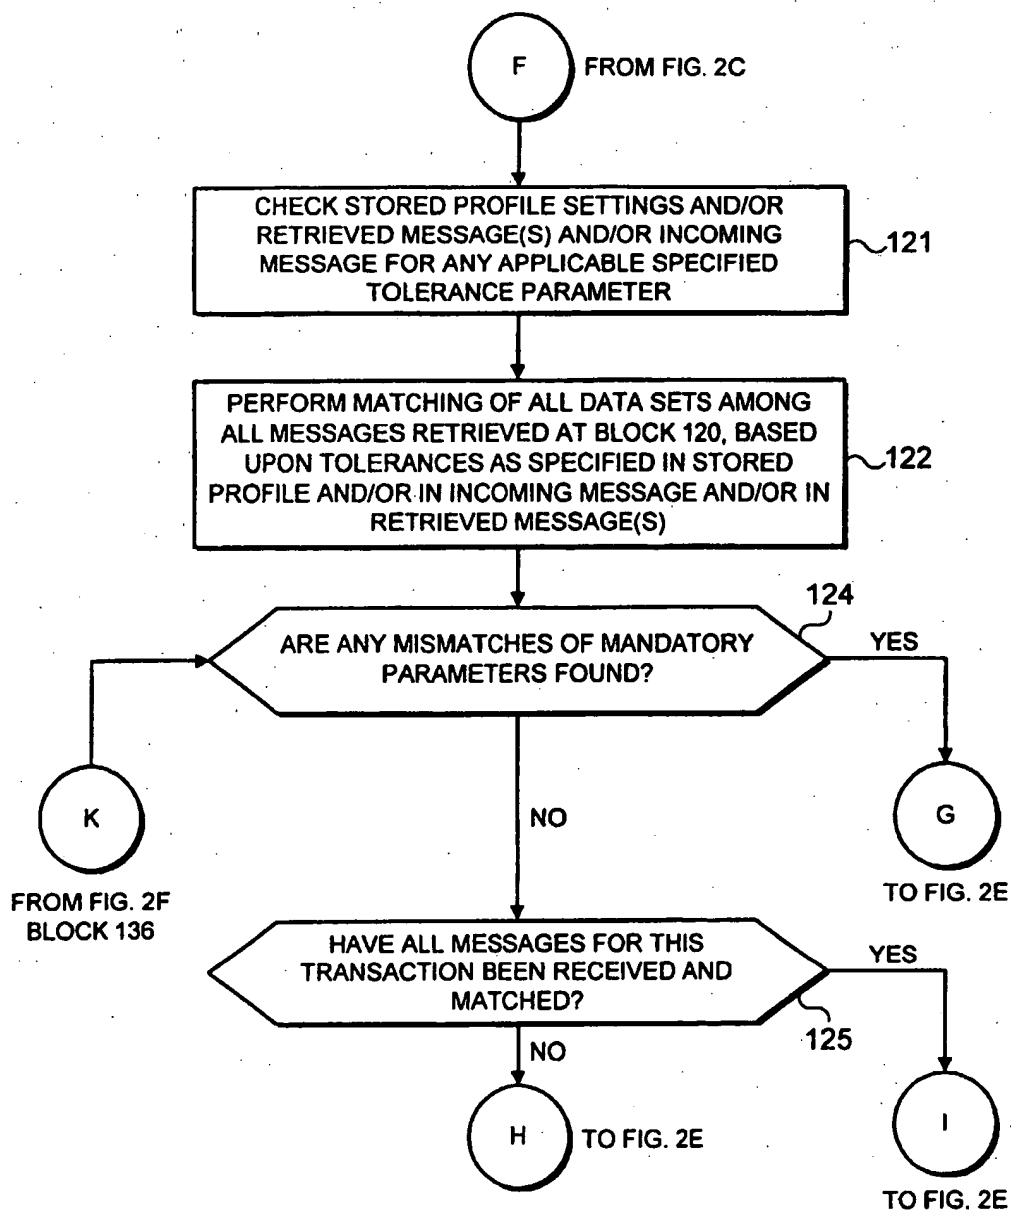 F
FROM FIG. 2C
CHECK STORED PROFILE SETTINGS AND/OR
RETRIEVED MESSAGE(S) AND/OR INCOMING
MESSAGE FOR ANY APPLICABLE SPECIFIED
TOLERANCE PARAMETER
121
PERFORM MATCHING OF ALL DATA SETS AMONG
ALL MESSAGES RETRIEVED AT BLOCK 120, BASED
UPON TOLERANCES AS SPECIFIED IN STORED
PROFILE AND/OR IN INCOMING MESSAGE AND/OR IN
RETRIEVED MESSAGE(S)
122
124
ARE ANY MISMATCHES OF MANDATORY
PARAMETERS FOUND?
YES
K
FROM FIG. 2F
BLOCK 136
NO
G
TO FIG. 2E
HAVE ALL MESSAGES FOR THIS
TRANSACTION BEEN RECEIVED AND
MATCHED?
YES
125
NO
H
TO FIG. 2E
I
TO FIG. 2E